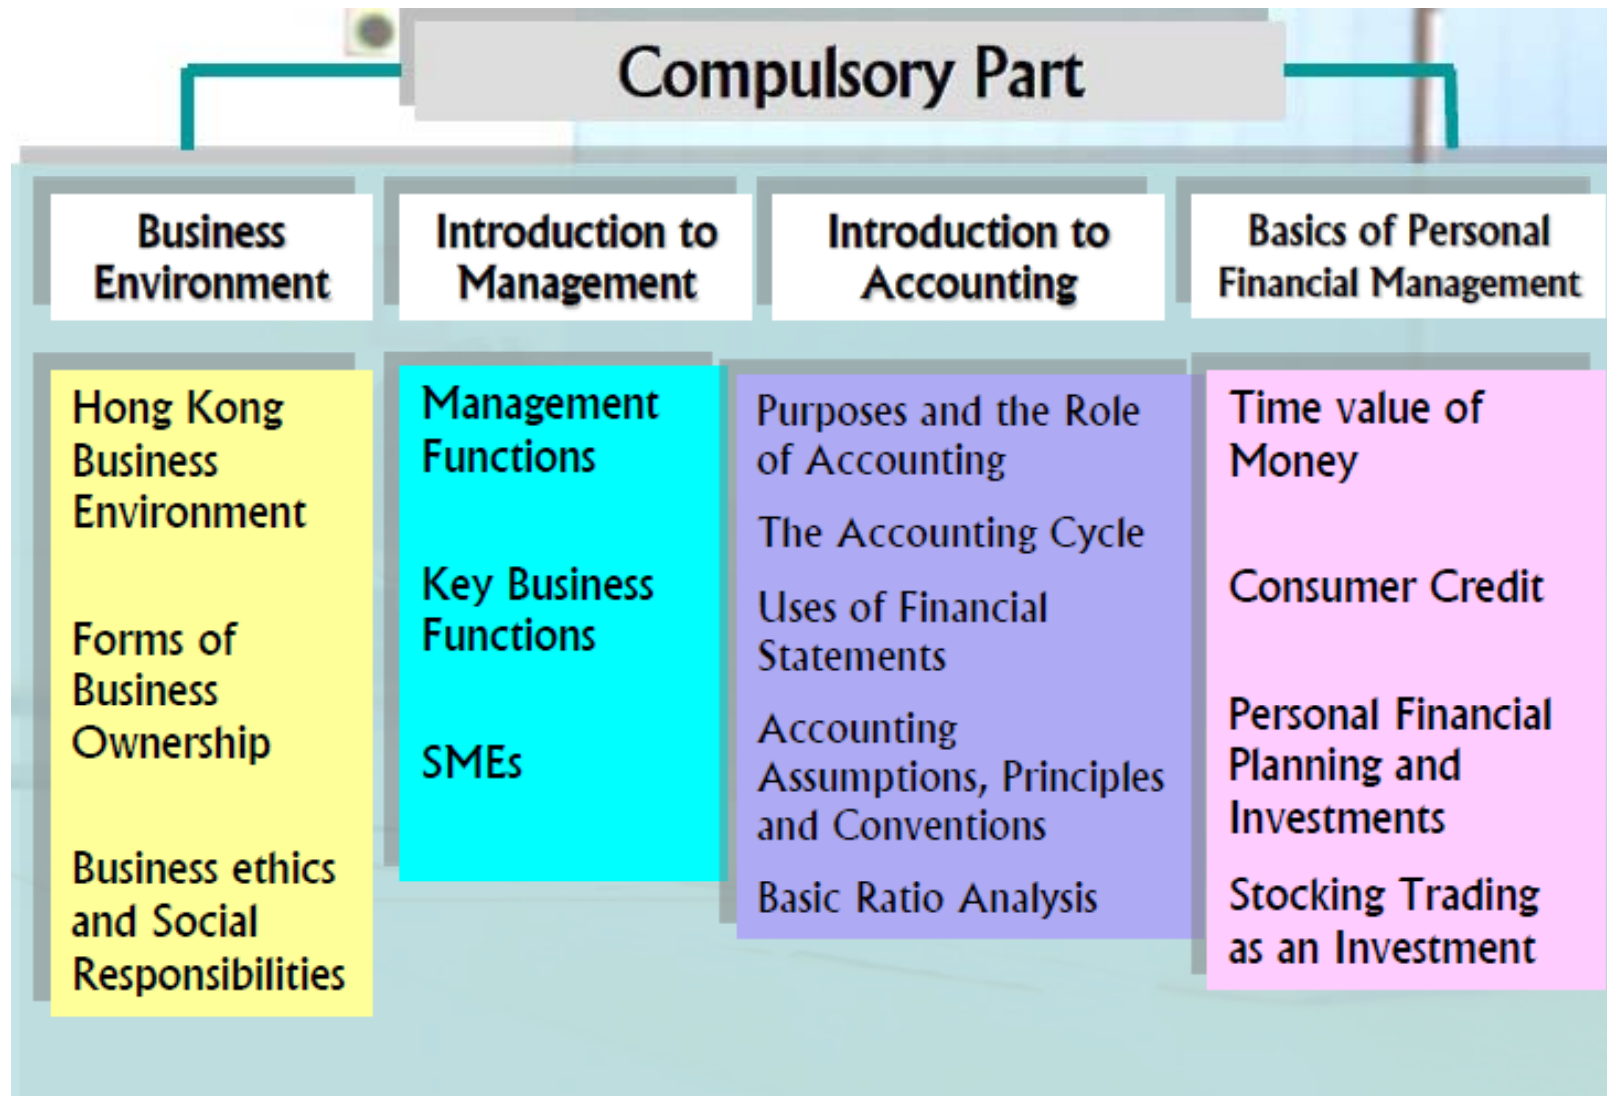 Compulsory Part
Business
Environment
Introduction to
Management
Introduction to
Accounting
Basics of Personal
Financial Management
Hong Kong
Business
Environment
Forms of
Business
Ownership
Business ethics
and Social
Responsibilities
Management
Functions
Key Business
Functions
SMEs
Purposes and the Role
of Accounting
The Accounting Cycle
Uses of Financial
Statements
Accounting
Assumptions, Principles
and Conventions
Basic Ratio Analysis
Time value of
Money
Consumer Credit
Personal Financial
Planning and
Investments
Stocking Trading
as an Investment